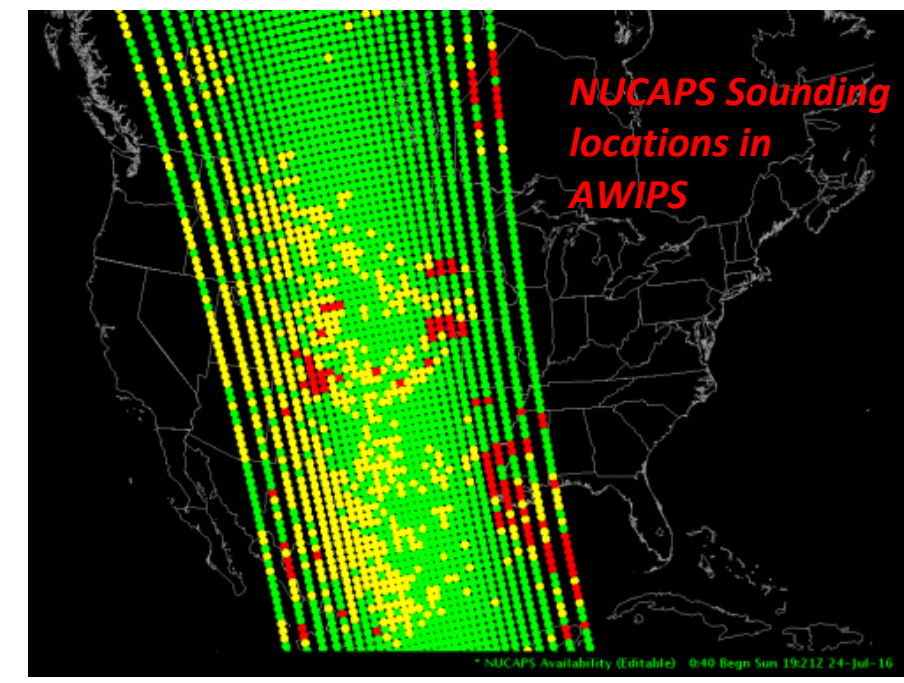 NUCAPS Sounding
locations in
AWIPS
* NUCAPS Availability (Editable) 0:40 Begn Sun 19:21Z 24-Jul-16